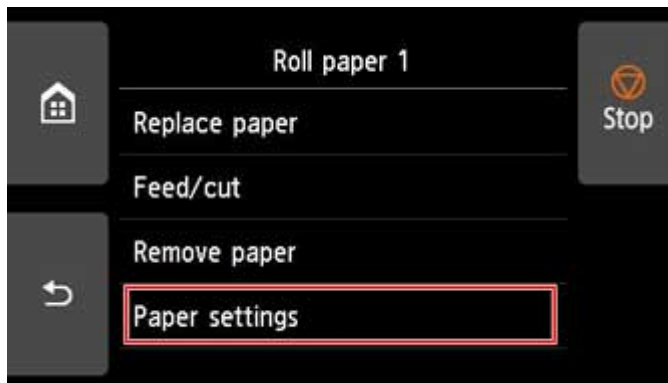 Roll paper 1
Replace paper
Stop
Feed/cut
Remove paper
Paper settings